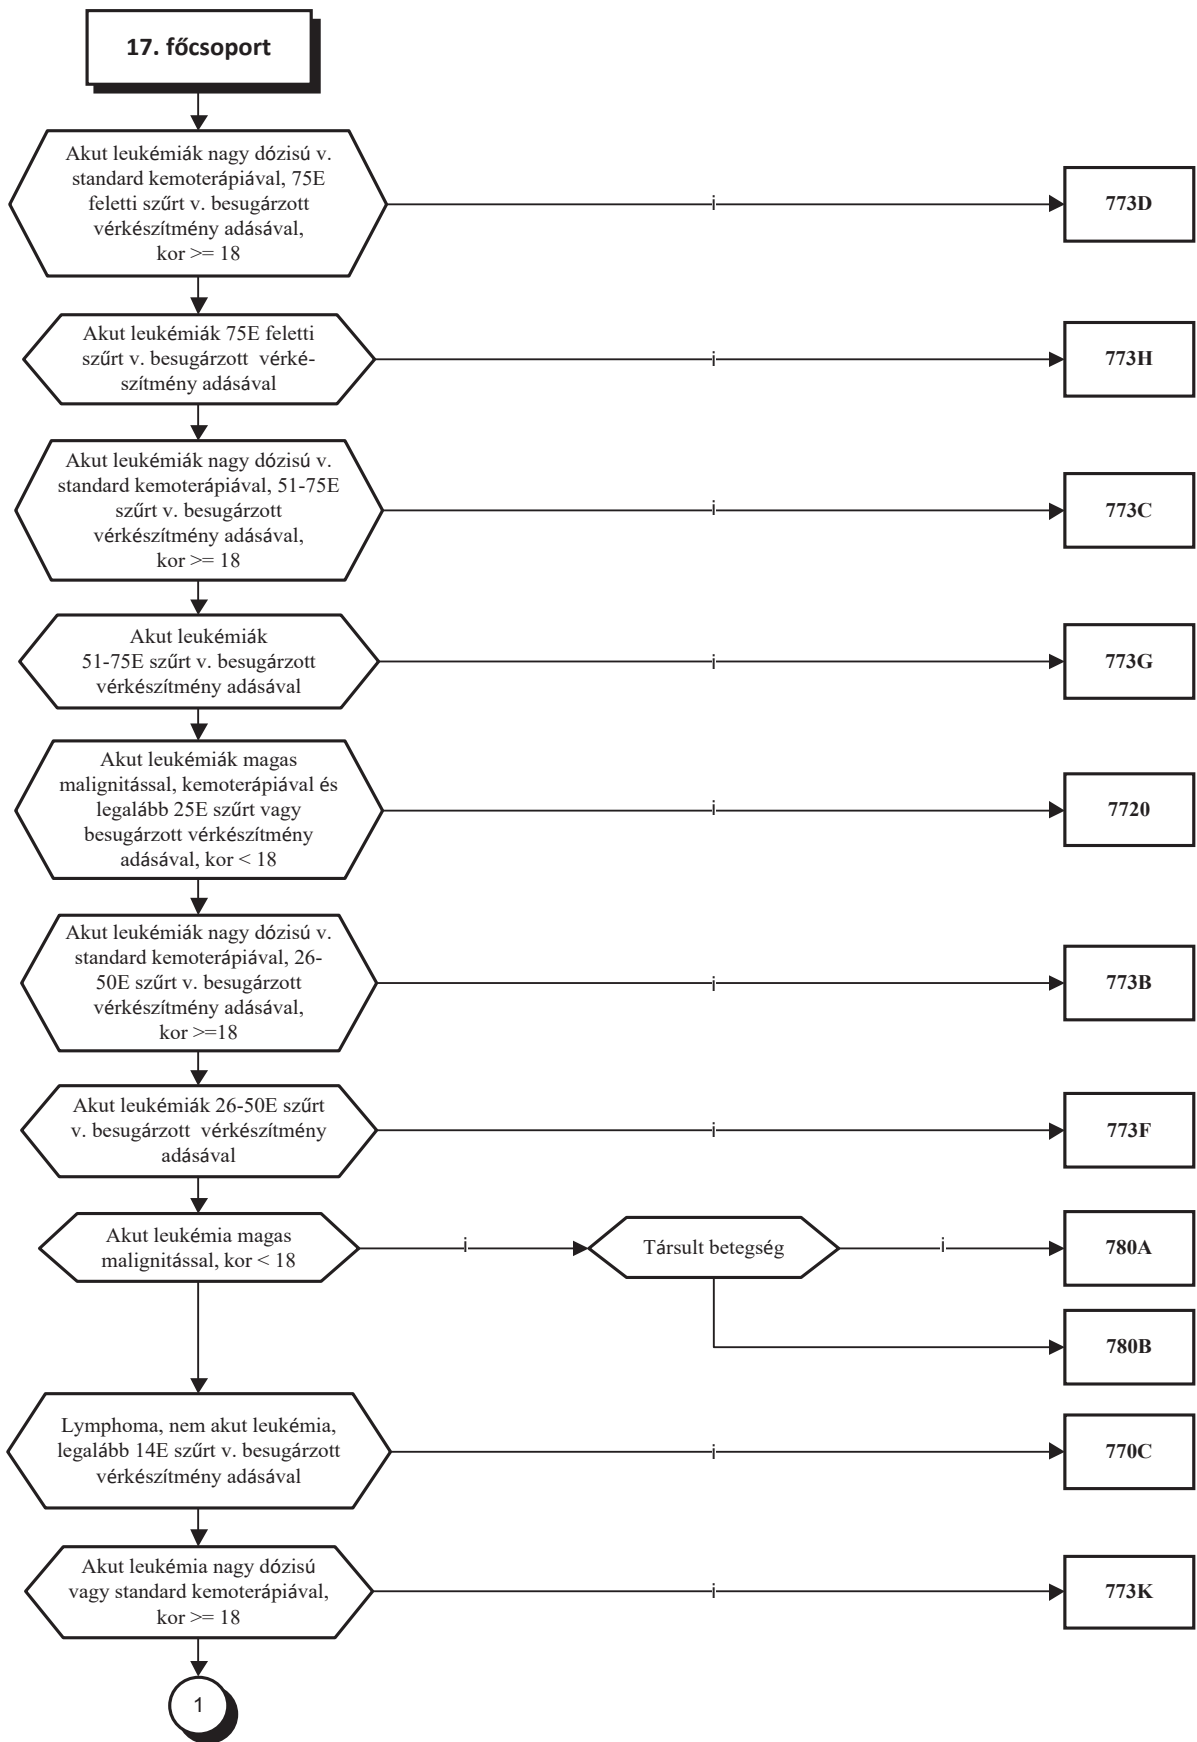 17. főcsoport
Akut leukémiák nagy dózisú v.
standard kemoterápiával, 75E
feletti szűrt v. besugárzott
vérkészítmény adásával,
kor >= 18
i
773D
Akut leukémiák 75E feletti
szűrt v. besugárzott vérké-
szítmény adásával
i
773H
Akut leukémiák nagy dózisú v.
standard kemoterápiával, 51-75E
szűrt v. besugárzott
vérkészítmény adásával,
kor >= 18
i
773C
Akut leukémiák
51-75E szűrt v. besugárzott
vérkészítmény adásával
i
773G
Akut leukémiák magas
malignitással, kemoterápiával és
legalább 25E szűrt vagy
besugárzott vérkészítmény
adásával, kor < 18
i
7720
Akut leukémiák nagy dózisú v.
standard kemoterápiával, 26-
50E szűrt v. besugárzott
vérkészítmény adásával,
kor >=18
i
773B
Akut leukémiák 26-50E szűrt
v. besugárzott vérkészítmény
adásával
i
773F
Akut leukémia magas
malignitással, kor < 18
i
Társult betegség
i
780A
780B
Lymphoma, nem akut leukémia,
legalább 14E szűrt v. besugárzott
vérkészítmény adásával
i
770C
Akut leukémia nagy dózisú
vagy standard kemoterápiával,
kor >= 18
i
773K
1